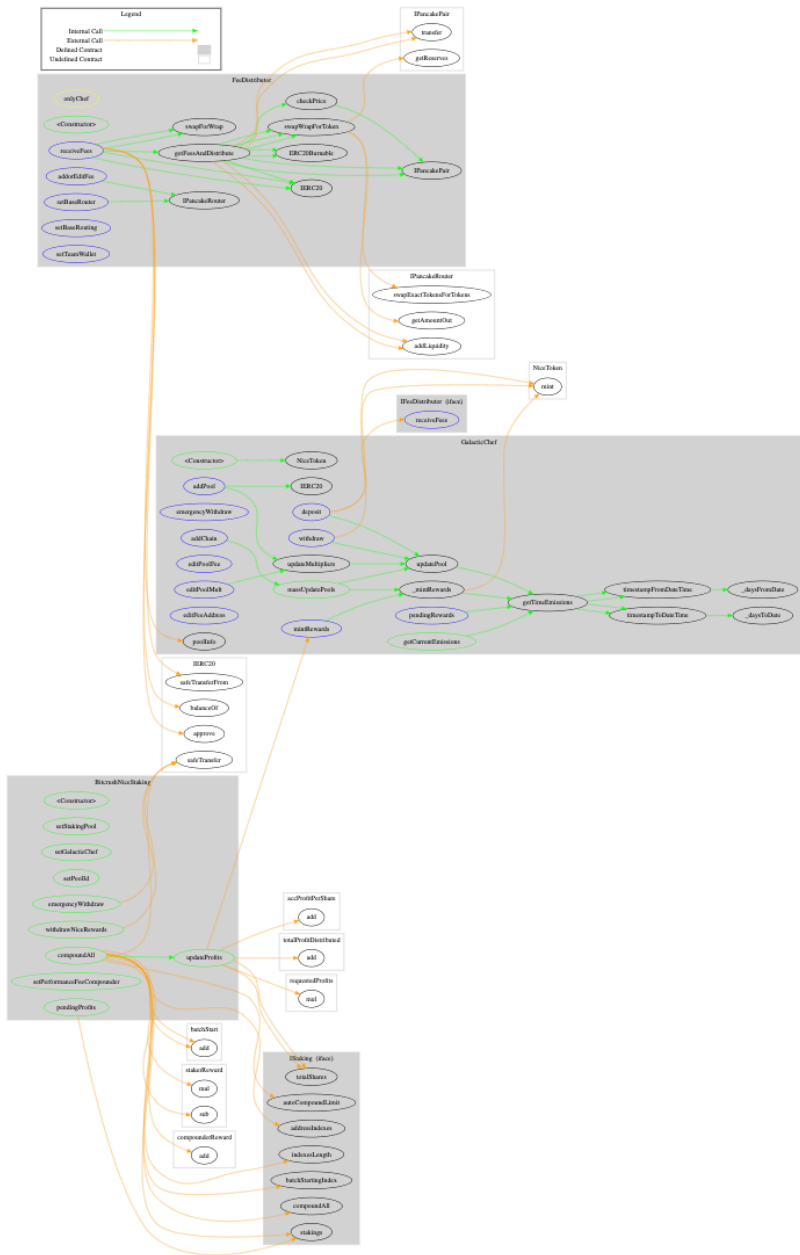 Legend
Internal Call
External Call
Defined Contract
Undefined Contract
IPancakePair
transfer
getReserves
FeeDistributor
onlyChef
<Constructor>
receiveFees
addorEditFee
setBaseRouter
setBaseRouting
setTeamWallet
swapForWrap
getFeesAndDistribute
IPancakeRouter
checkPrice
swapWrapForToken
ERC20Burnable
IERC20
IPancakePair
IPancakeRouter
swapExactTokensForTokens
getAmountOut
addLiquidity
NiceToken
mint
IFeeDistributor (iface)
receiveFees
GalacticChef
<Constructor>
addPool
emergencyWithdraw
addChain
editPoolFee
editPoolMult
editFeeAddress
poolInfo
NiceToken
IERC20
deposit
withdraw
updateMultipliers
massUpdatePools
mintRewards
updatePool
_mintRewards
pendingRewards
getCurrentEmissions
getTimeEmissions
timestampFromDateTime
timestampToDateTime
_daysFromDate
_daysToDate
IERC20
safeTransferFrom
balanceOf
approve
safeTransfer
BitcrushNiceStaking
<Constructor>
setStakingPool
setGalacticChef
setPoolId
emergencyWithdraw
withdrawNiceRewards
compoundAll
setPerformanceFeeCompounder
pendingProfits
updateProfits
accProfitPerShare
add
totalProfitDistributed
add
requestedProfits
mul
batchStart
add
stakerReward
mul
sub
compounderReward
add
IStaking (iface)
totalShares
autoCompoundLimit
addressIndexes
indexesLength
batchStartingIndex
compoundAll
stakings